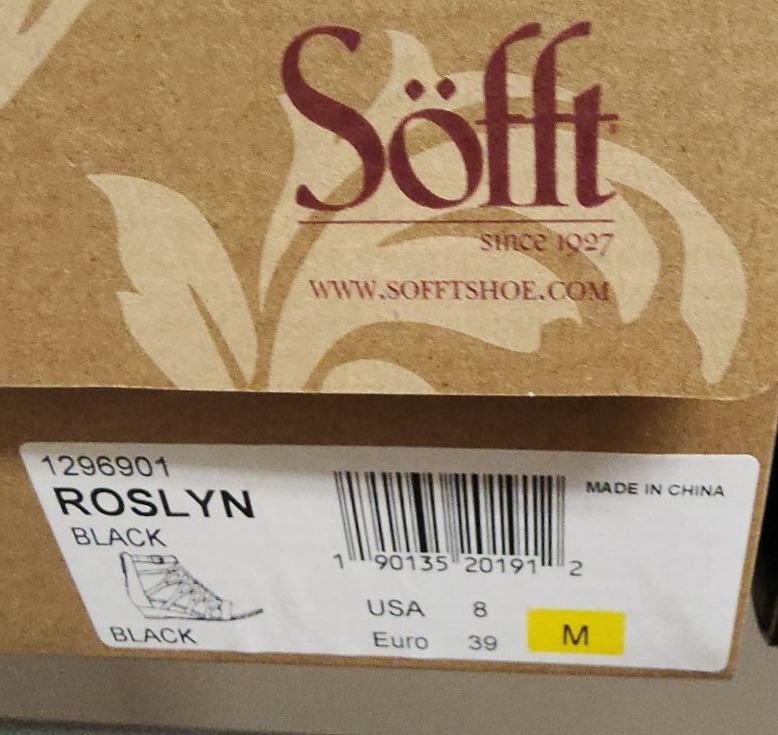 Söfft
since 1927
WWW.SOFFTSHOE.COM
1296901
ROSLYN
BLACK
BLACK
1 90135 20191 2
MADE IN CHINA
USA 8
Euro 39
M